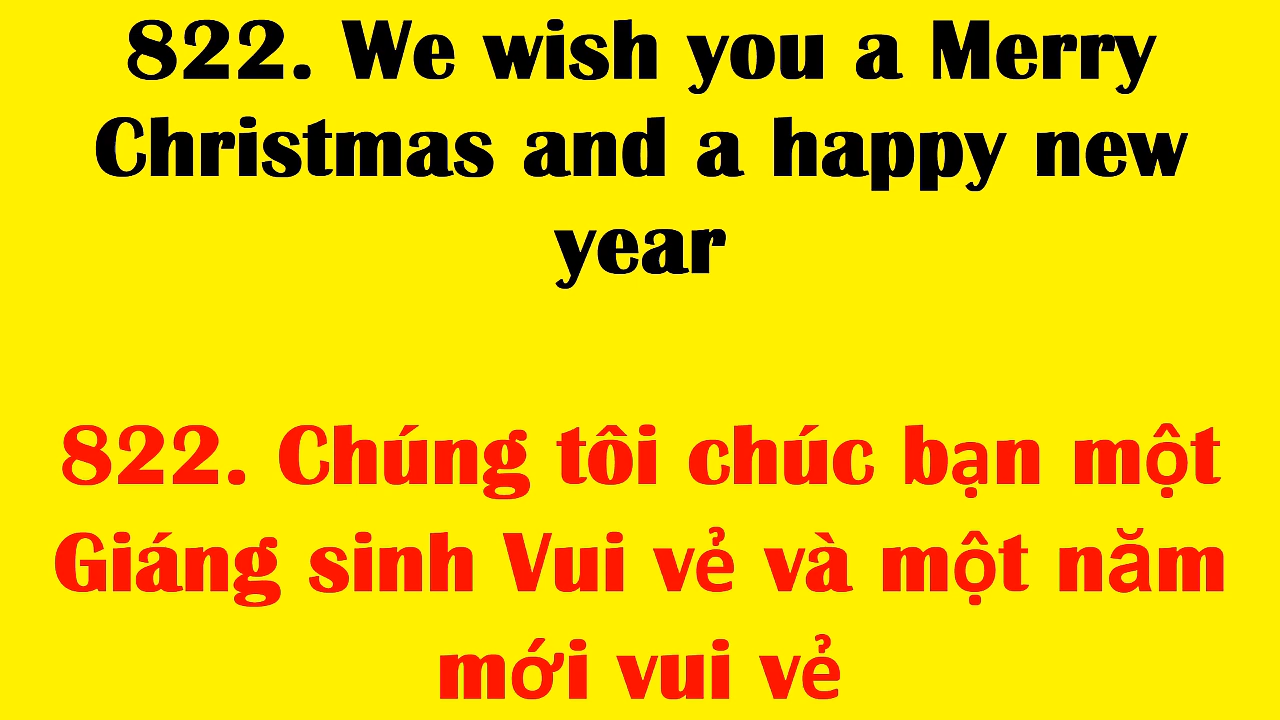 822. We wish you a Merry
Christmas and a happy new
year
822. Chúng tôi chúc bạn một
Giáng sinh Vui vẻ và một năm
mới vui vẻ